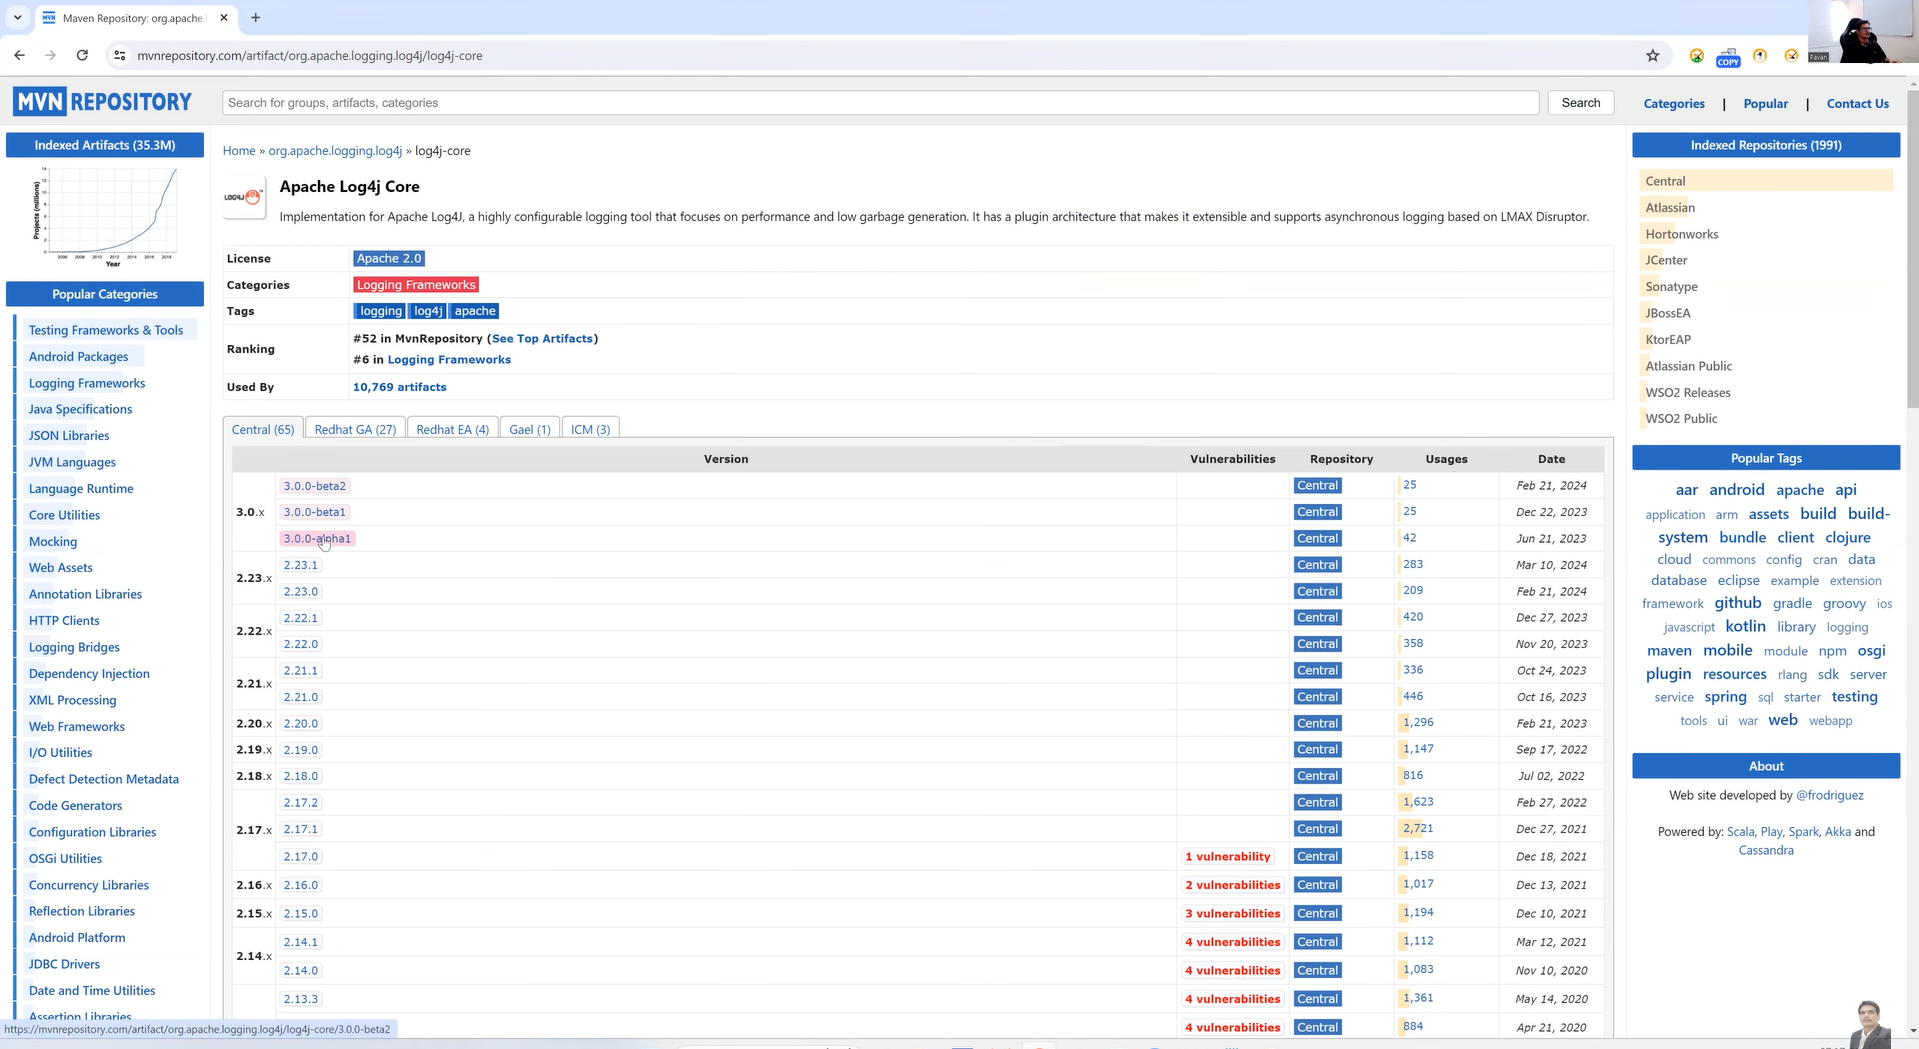 Maven Repository: org.apache.
mvnrepository.com/artifact/org.apache.logging.log4j/log4j-core
COPY
Pavan
MVN REPOSITORY
Search for groups, artifacts, categories
Search
Categories | Popular | Contact Us
Indexed Artifacts (35.3M)
Projects (millions)
14
12
10
8
6
4
2
0
2006 2008 2010 2012 2014 2016 2018
Year
Popular Categories
Testing Frameworks & Tools
Android Packages
Logging Frameworks
Java Specifications
JSON Libraries
JVM Languages
Language Runtime
Core Utilities
Mocking
Web Assets
Annotation Libraries
HTTP Clients
Logging Bridges
Dependency Injection
XML Processing
Web Frameworks
I/O Utilities
Defect Detection Metadata
Code Generators
Configuration Libraries
OSGi Utilities
Concurrency Libraries
Reflection Libraries
Android Platform
JDBC Drivers
Date and Time Utilities
Assertion Libraries
Home » org.apache.logging.log4j » log4j-core
LOG4J
Apache Log4j Core
Implementation for Apache Log4J, a highly configurable logging tool that focuses on performance and low garbage generation. It has a plugin architecture that makes it extensible and supports asynchronous logging based on LMAX Disruptor.
License Apache 2.0
Categories Logging Frameworks
Tags logging log4j apache
Ranking #52 in MvnRepository (See Top Artifacts)
#6 in Logging Frameworks
Used By 10,769 artifacts
Central (65) Redhat GA (27) Redhat EA (4) Gael (1) ICM (3)
Version Vulnerabilities Repository Usages Date
3.0.x
3.0.0-beta2 Central 25 Feb 21, 2024
3.0.0-beta1 Central 25 Dec 22, 2023
3.0.0-alpha1 Central 42 Jun 21, 2023
2.23.x
2.23.1 Central 283 Mar 10, 2024
2.23.0 Central 209 Feb 21, 2024
2.22.x
2.22.1 Central 420 Dec 27, 2023
2.22.0 Central 358 Nov 20, 2023
2.21.x
2.21.1 Central 336 Oct 24, 2023
2.21.0 Central 446 Oct 16, 2023
2.20.x 2.20.0 Central 1,296 Feb 21, 2023
2.19.x 2.19.0 Central 1,147 Sep 17, 2022
2.18.x 2.18.0 Central 816 Jul 02, 2022
2.17.x
2.17.2 Central 1,623 Feb 27, 2022
2.17.1 Central 2,721 Dec 27, 2021
2.17.0 1 vulnerability Central 1,158 Dec 18, 2021
2.16.x 2.16.0 2 vulnerabilities Central 1,017 Dec 13, 2021
2.15.x 2.15.0 3 vulnerabilities Central 1,194 Dec 10, 2021
2.14.x
2.14.1 4 vulnerabilities Central 1,112 Mar 12, 2021
2.14.0 4 vulnerabilities Central 1,083 Nov 10, 2020
2.13.3 4 vulnerabilities Central 1,361 May 14, 2020
4 vulnerabilities Central 884 Apr 21, 2020
Indexed Repositories (1991)
Central
Atlassian
Hortonworks
JCenter
Sonatype
JBossEA
KtorEAP
Atlassian Public
WSO2 Releases
WSO2 Public
Popular Tags
aar android apache api
application arm assets build build-
system bundle client clojure
cloud commons config cran data
database eclipse example extension
framework github gradle groovy ios
javascript kotlin library logging
maven mobile module npm osgi
plugin resources rlang sdk server
service spring sql starter testing
tools ui war web webapp
About
Web site developed by @frodriguez
Powered by: Scala, Play, Spark, Akka and
Cassandra
https://mvnrepository.com/artifact/org.apache.logging.log4j/log4j-core/3.0.0-beta2